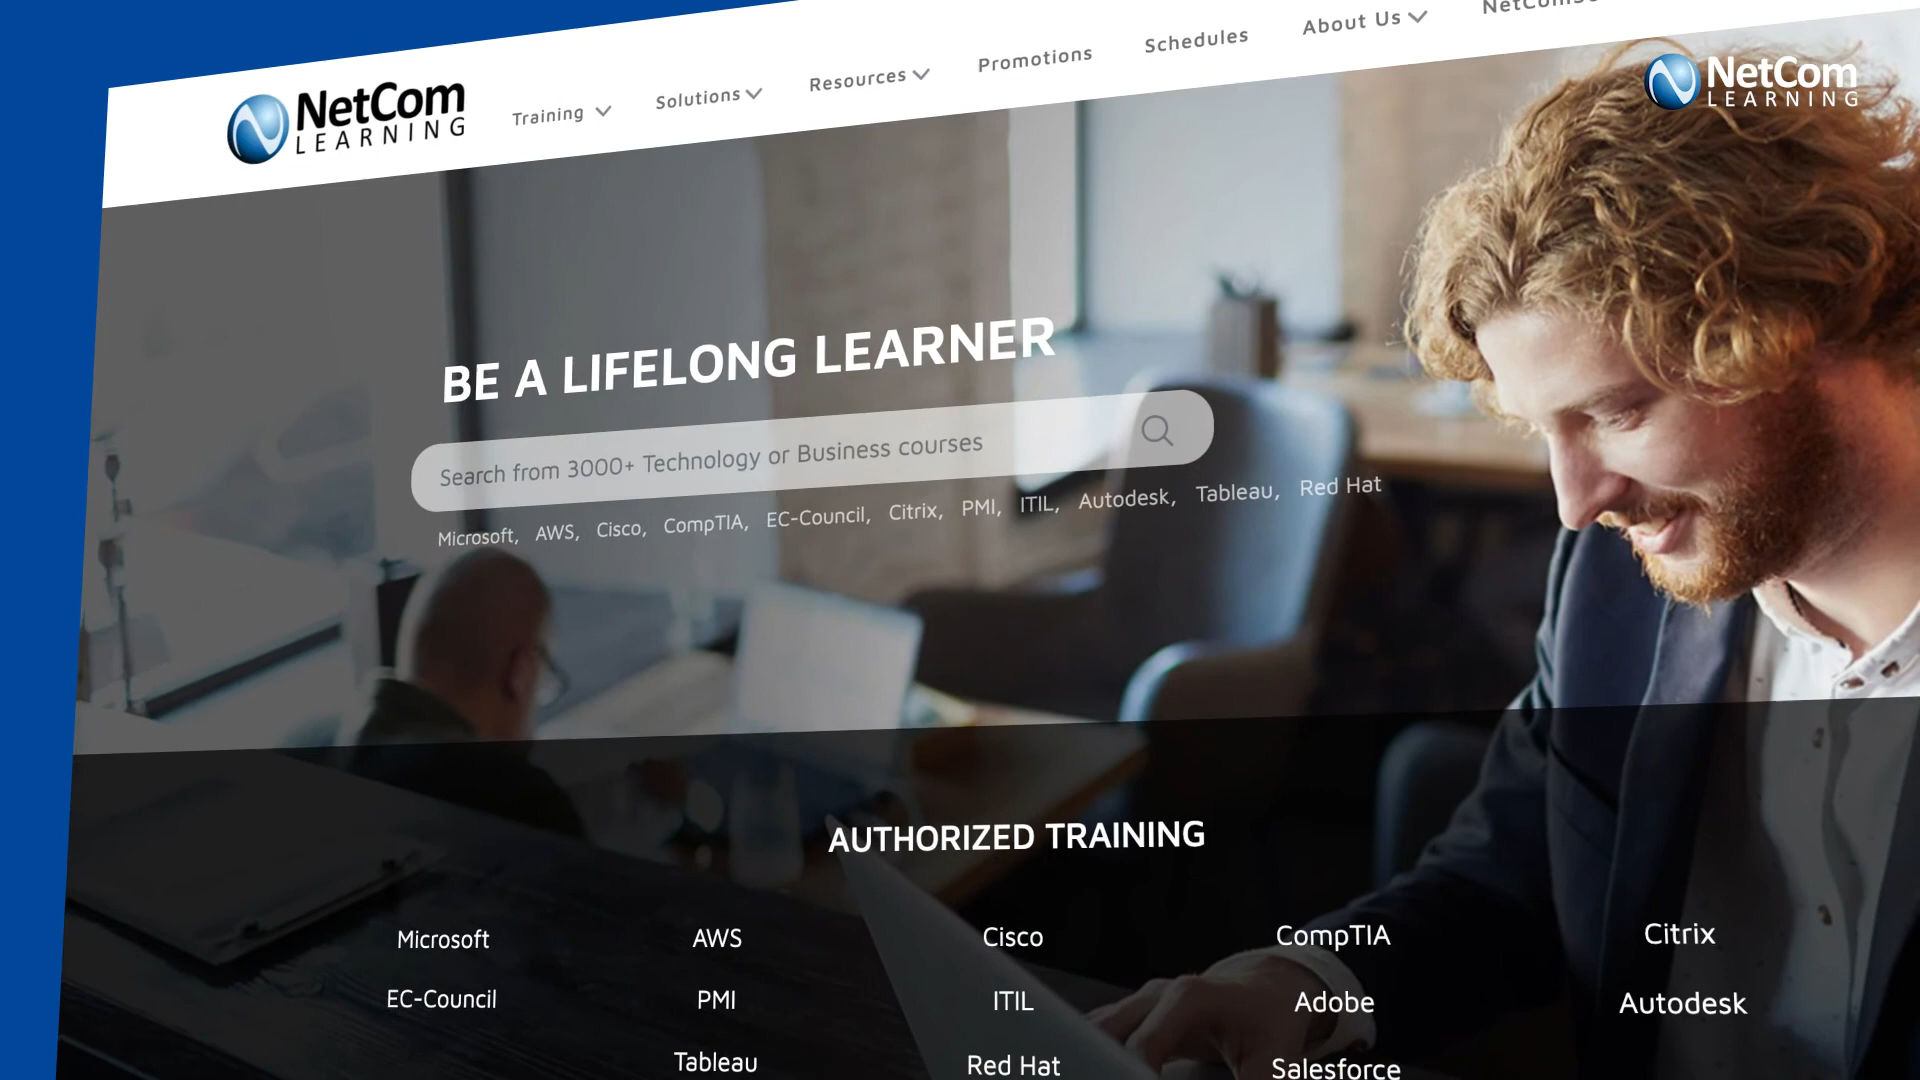 NetCom
LEARNING
Training
Solutions
Resources
Promotions
Schedules
About Us
NetCom
LEARNING
BE A LIFELONG LEARNER
Search from 3000+ Technology or Business courses
Microsoft, AWS, Cisco, CompTIA, EC-Council, Citrix, PMI, ITIL, Autodesk, Tableau, Red Hat
AUTHORIZED TRAINING
Microsoft AWS Cisco CompTIA Citrix
EC-Council PMI ITIL Adobe Autodesk
Tableau Red Hat Salesforce